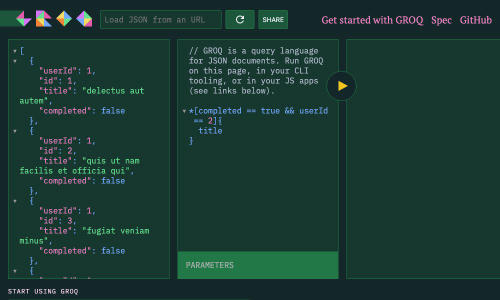 Load JSON from an URL
SHARE
Get started with GROQ Spec GitHub
[
{
"userId": 1,
"id": 1,
"title": "delectus aut
autem",
"completed": false
},
{
"userId": 1,
"id": 2,
"title": "quis ut nam
facilis et officia qui",
"completed": false
},
{
"userId": 1,
"id": 3,
"title": "fugiat veniam
minus",
"completed": false
},
{
// GROQ is a query language
for JSON documents. Run GROQ
on this page, in your CLI
tooling, or in your JS apps
(see links below).
*[completed == true && userId
== 2]{
title
}
PARAMETERS
START USING GROQ